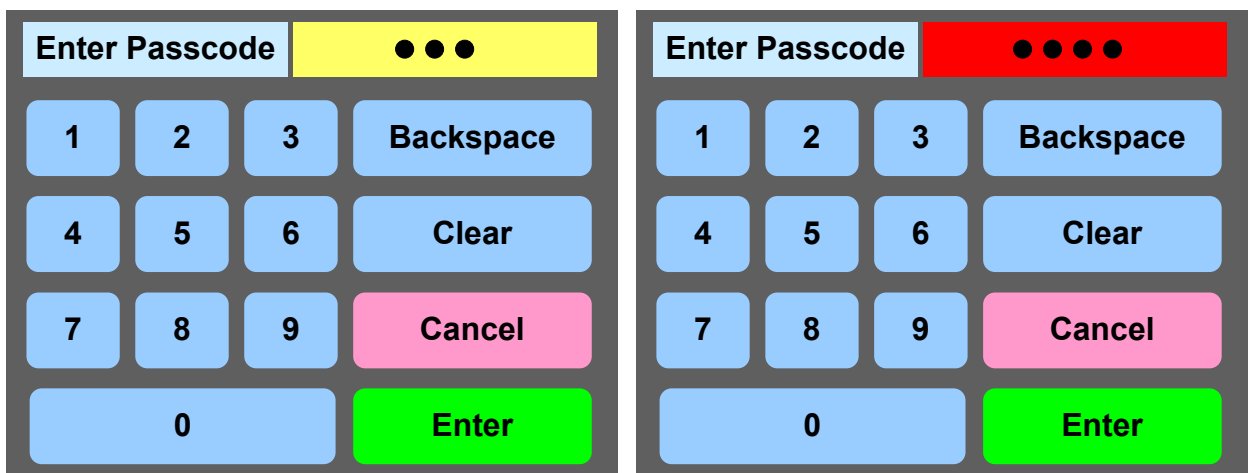 Enter Passcode ●●●
1 2 3 Backspace
4 5 6 Clear
7 8 9 Cancel
0 Enter
Enter Passcode ●●●●
1 2 3 Backspace
4 5 6 Clear
7 8 9 Cancel
0 Enter